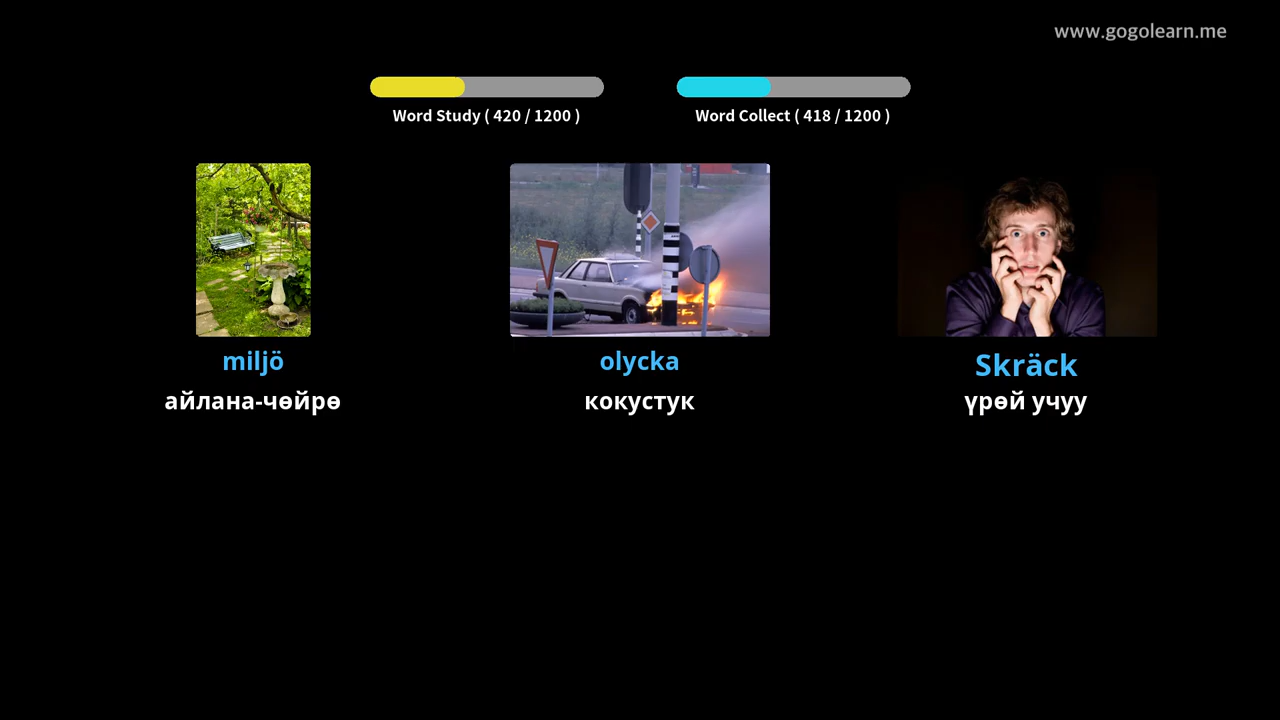 www.gogolearn.me
Word Study ( 420 / 1200 )
Word Collect ( 418 / 1200 )
miljö
olycka
Skräck
айлана-чөйрө
кокустук
үрөй учуу